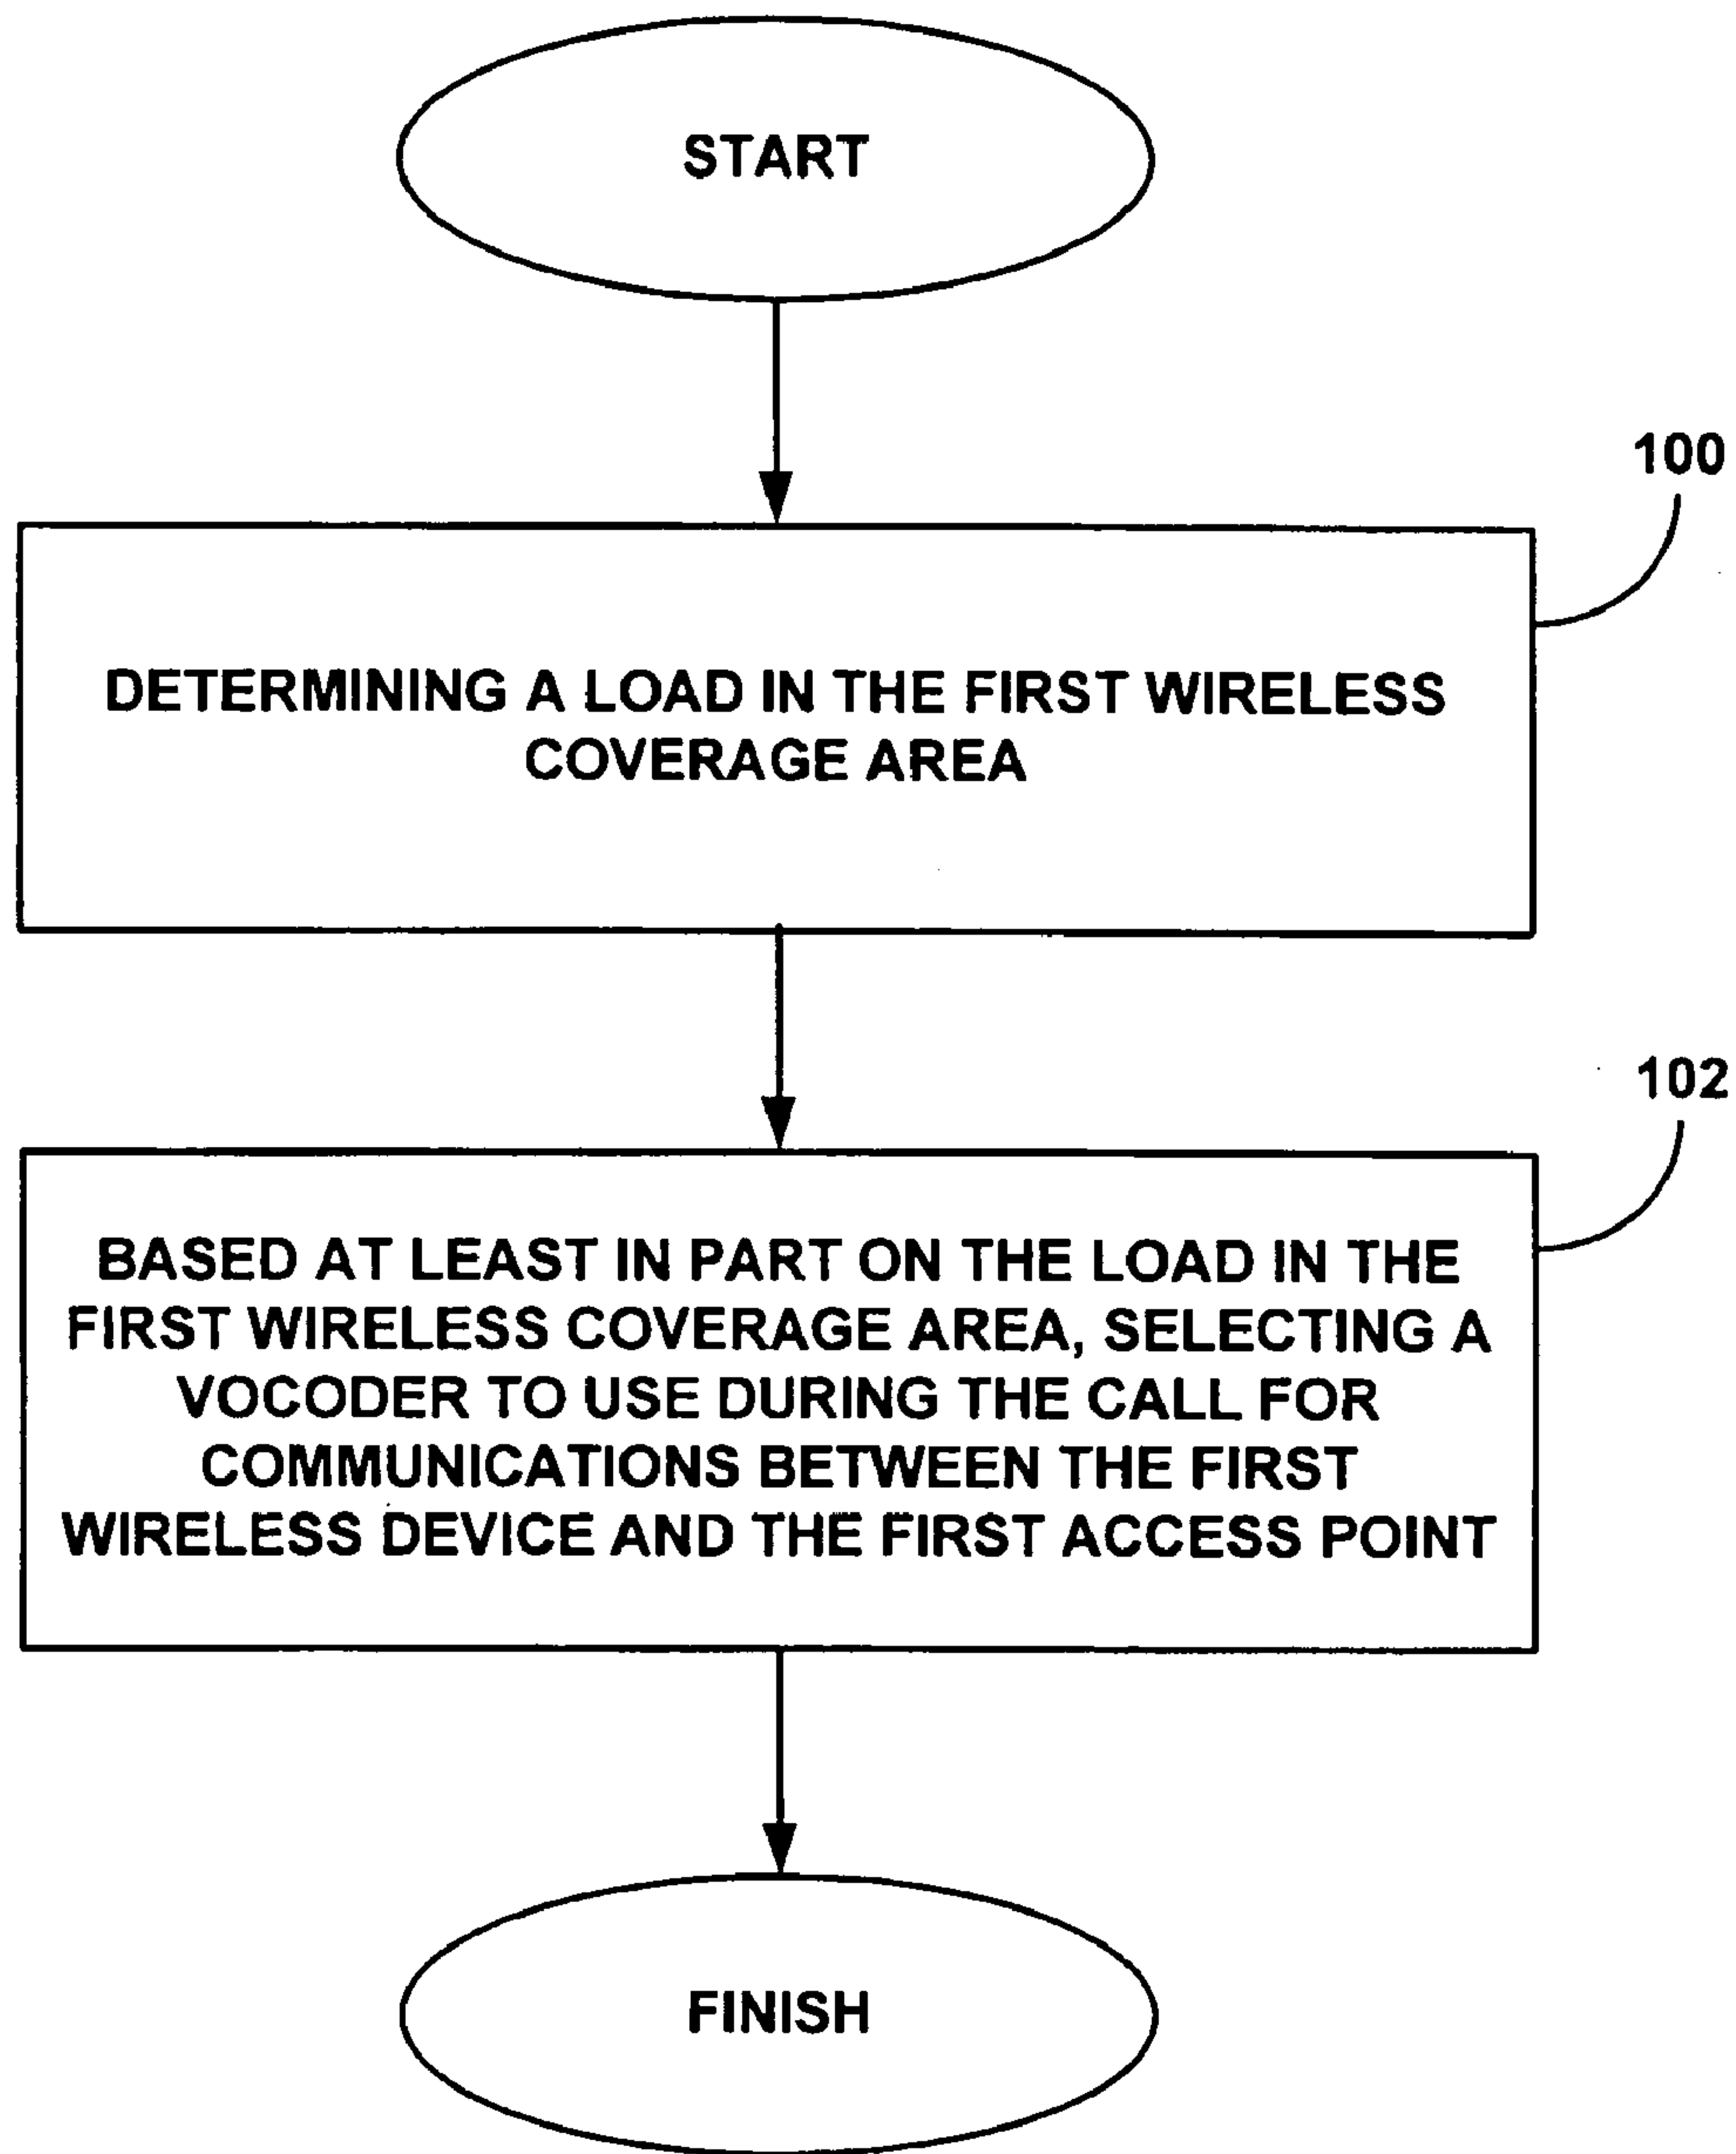 START
100
DETERMINING A LOAD IN THE FIRST WIRELESS
COVERAGE AREA
102
BASED AT LEAST IN PART ON THE LOAD IN THE
FIRST WIRELESS COVERAGE AREA, SELECTING A
VOCODER TO USE DURING THE CALL FOR
COMMUNICATIONS BETWEEN THE FIRST
WIRELESS DEVICE AND THE FIRST ACCESS POINT
FINISH